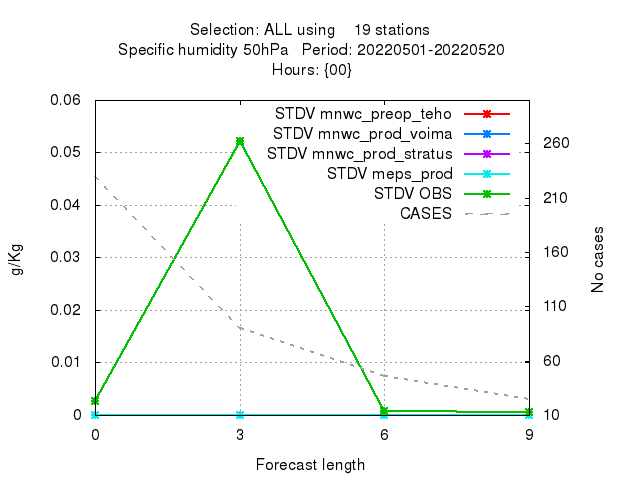 Selection: ALL using 19 stations
Specific humidity 50hPa Period: 20220501-20220520
Hours: {00}
STDV mnwc_preop_teho
STDV mnwc_prod_voima
STDV mnwc_prod_stratus
STDV meps_prod
STDV OBS
CASES
0.06
0.05
0.04
0.03
0.02
0.01
0
g/Kg
260
210
160
110
60
10
No cases
0 3 6 9
Forecast length